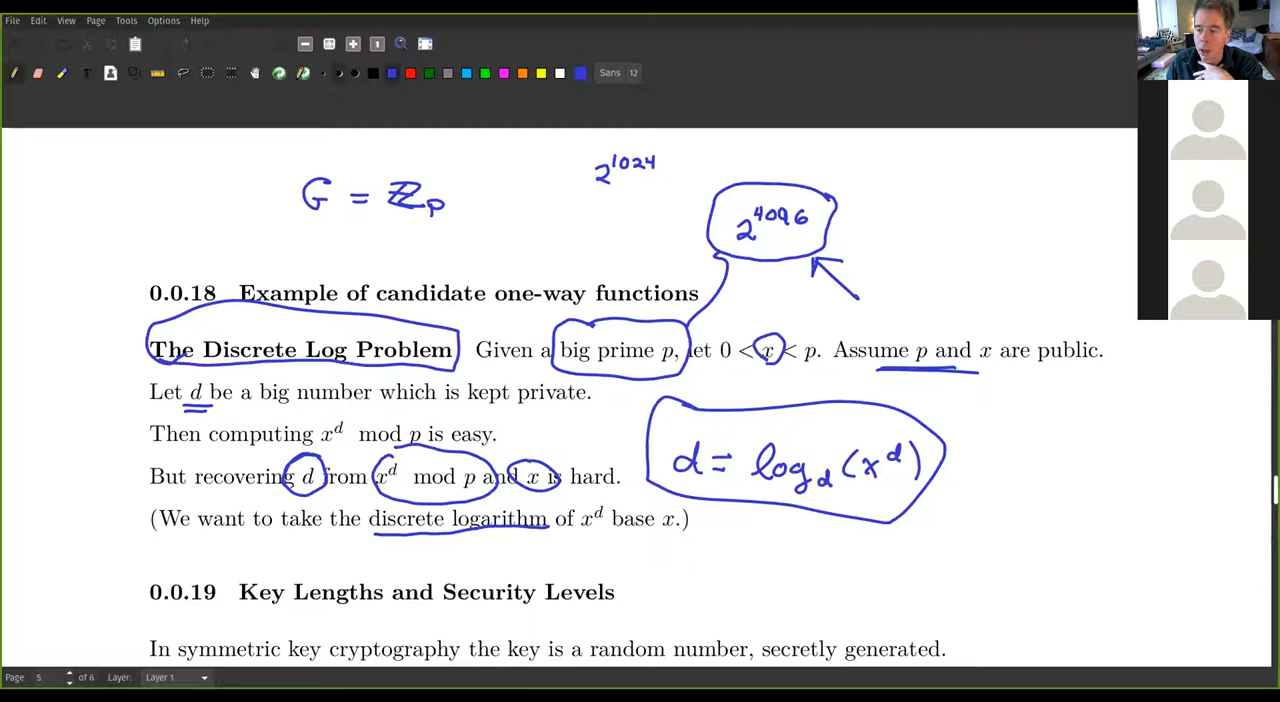 File Edit View Page Tools Options Help
Sans 12
2^1024
G = ℤ_p
2^4096
0.0.18 Example of candidate one-way functions
The Discrete Log Problem Given a big prime p, let 0 < x < p. Assume p and x are public.
Let d be a big number which is kept private.
Then computing x^d mod p is easy.
d = log_d (x^d)
But recovering d from x^d mod p and x is hard.
(We want to take the discrete logarithm of x^d base x.)
0.0.19 Key Lengths and Security Levels
In symmetric key cryptography the key is a random number, secretly generated.
Page 5 of 6 Layer: Layer 1